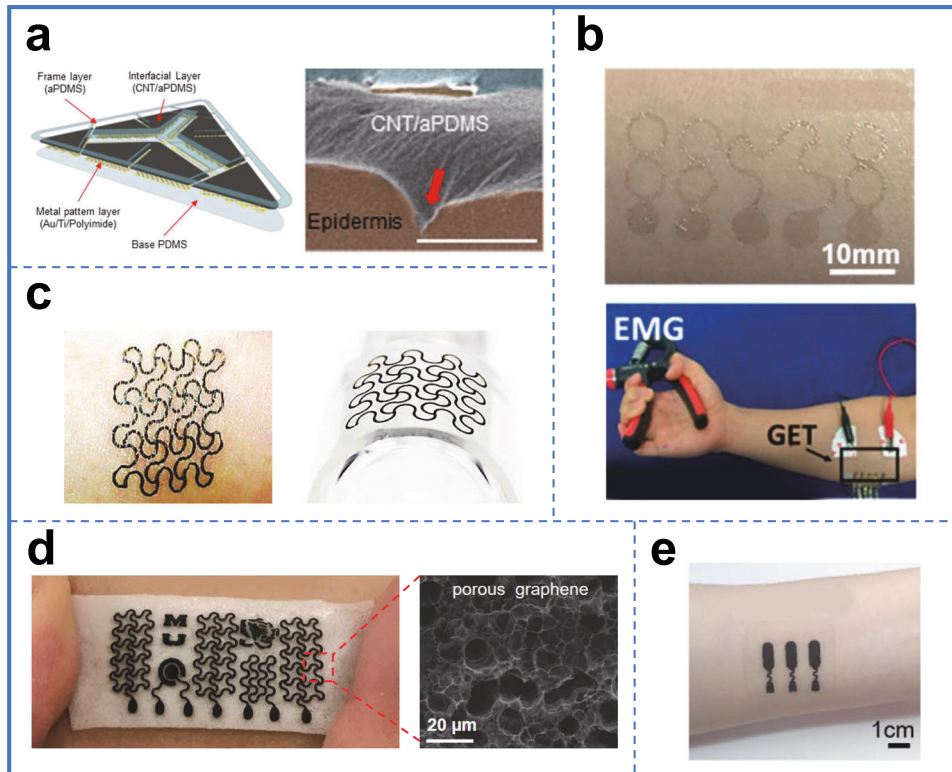 a
Frame layer
(aPDMS)
Interfacial Layer
(CNT/aPDMS)
Metal pattern layer
(Au/Ti/Polyimide)
Base PDMS
CNT/aPDMS
Epidermis
b
10mm
EMG
GET
c
d
MU
porous graphene
20 μm
e
1cm